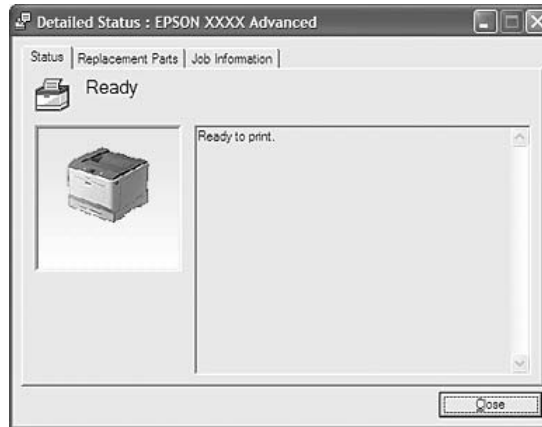 Detailed Status : EPSON XXXX Advanced
Status Replacement Parts Job Information
Ready
Ready to print.
Close